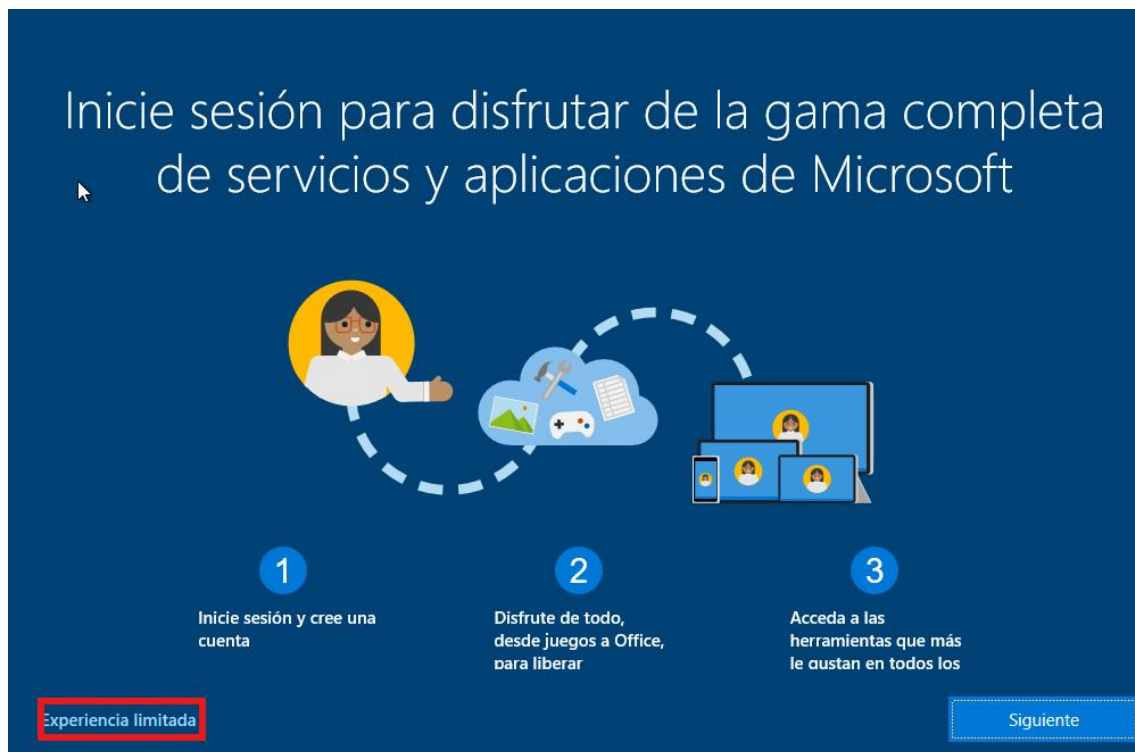 Inicie sesión para disfrutar de la gama completa
de servicios y aplicaciones de Microsoft
1
Inicie sesión y cree una
cuenta
2
Disfrute de todo,
desde juegos a Office,
para liberar
3
Acceda a las
herramientas que más
le gustan en todos los
Experiencia limitada
Siguiente